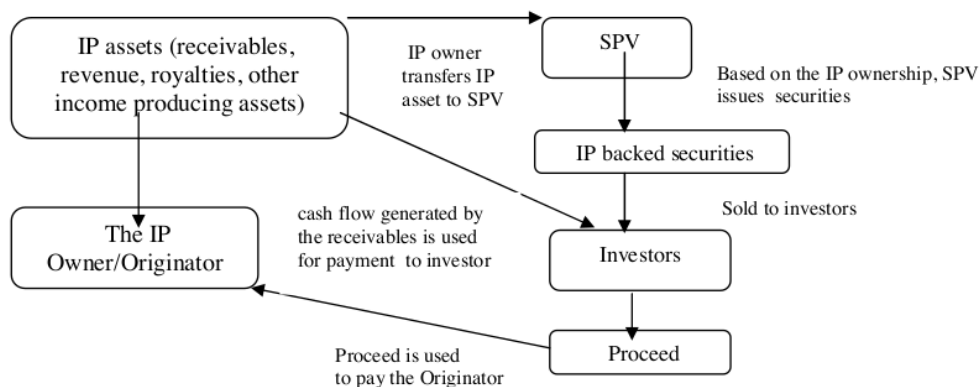 IP assets (receivables,
revenue, royalties, other
income producing assets)
IP owner
transfers IP
asset to SPV
SPV
Based on the IP ownership, SPV
issues securities
IP backed securities
Sold to investors
The IP
Owner/Originator
cash flow generated by
the receivables is used
for payment to investor
Investors
Proceed
Proceed is used
to pay the Originator